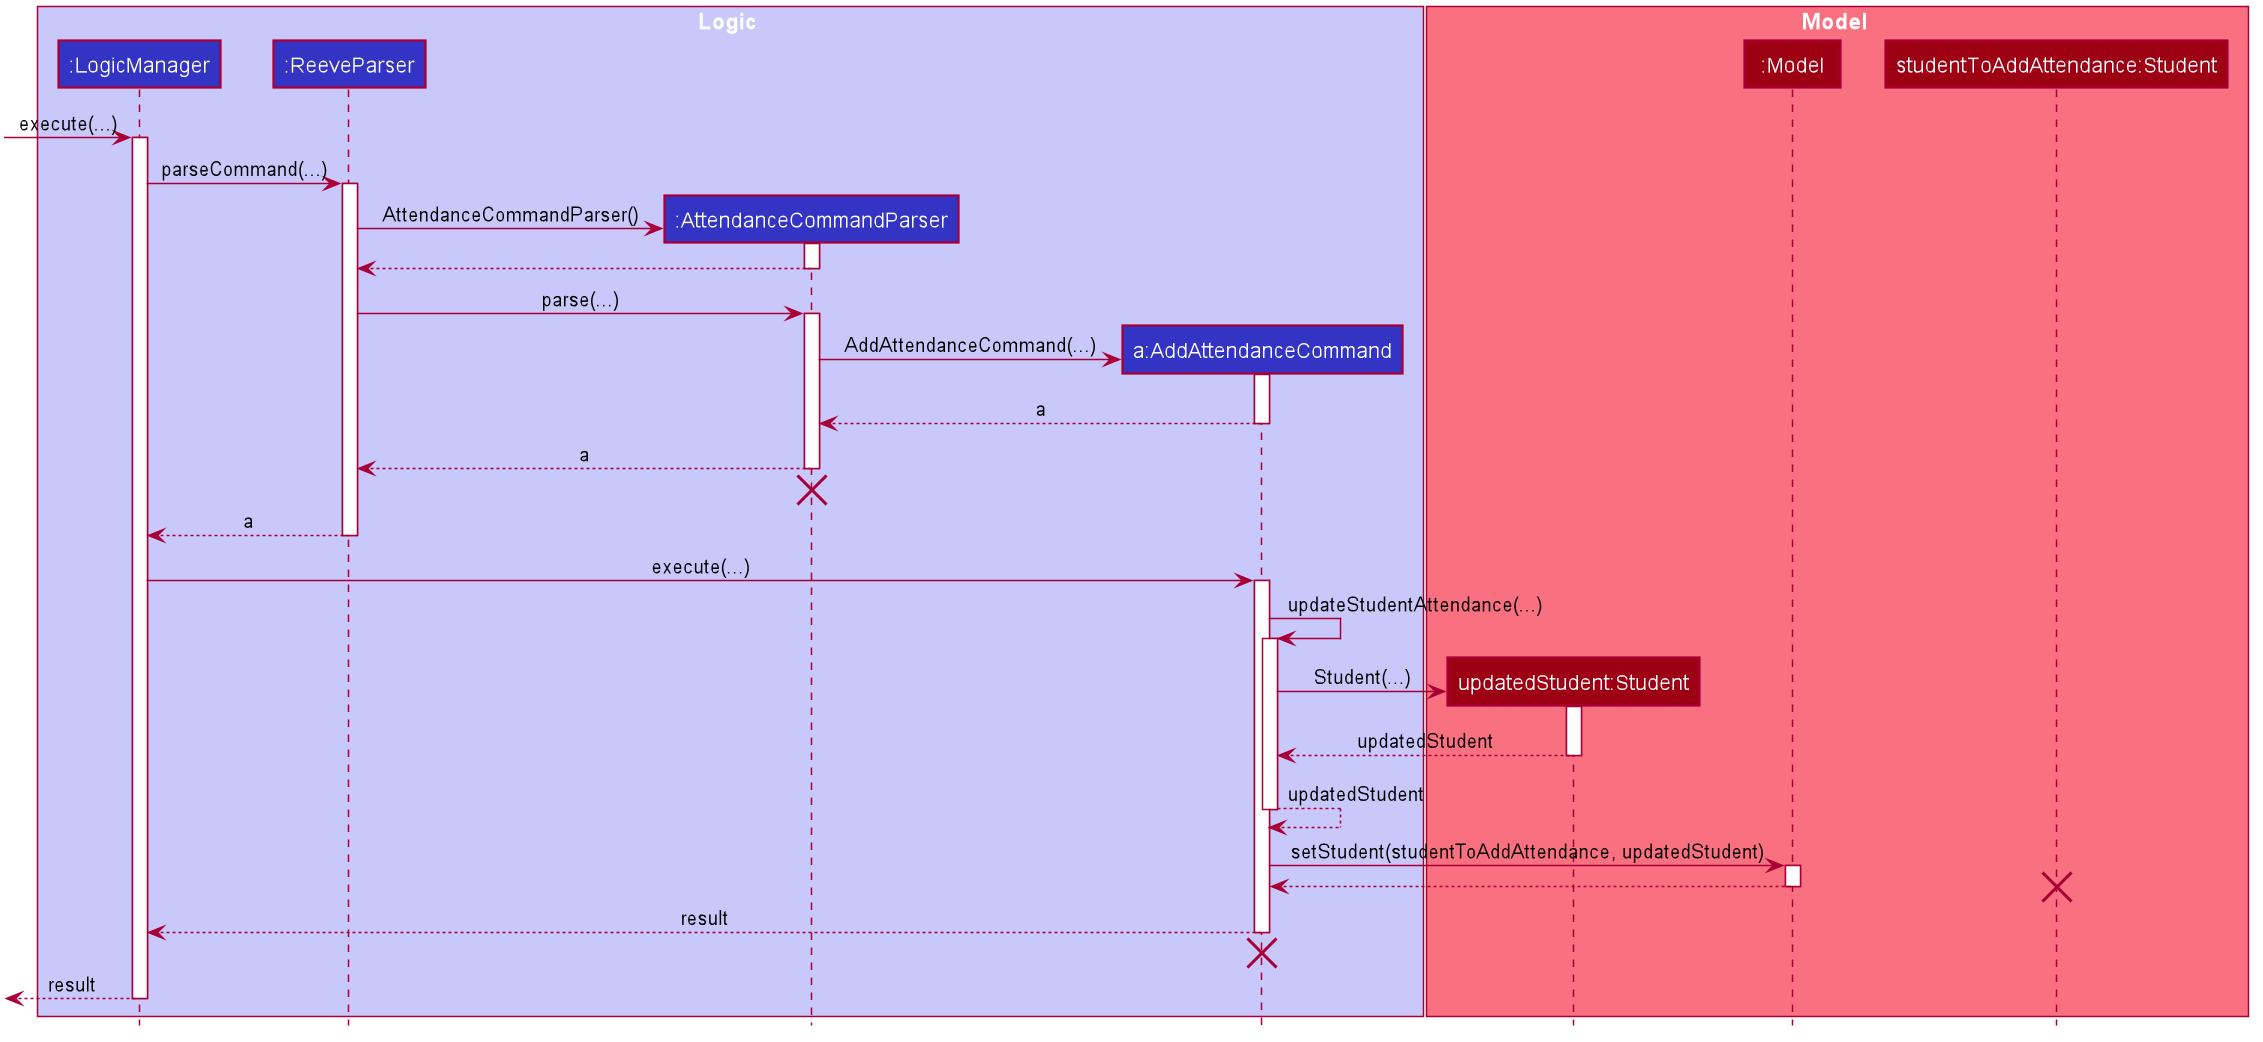 Logic
Model
:LogicManager
:ReeveParser
:Model
studentToAddAttendance:Student
execute(...)
parseCommand(...)
AttendanceCommandParser()
:AttendanceCommandParser
parse(...)
AddAttendanceCommand(...)
a:AddAttendanceCommand
a
a
a
execute(...)
updateStudentAttendance(...)
Student(...)
updatedStudent:Student
updatedStudent
updatedStudent
setStudent(studentToAddAttendance, updatedStudent)
result
result